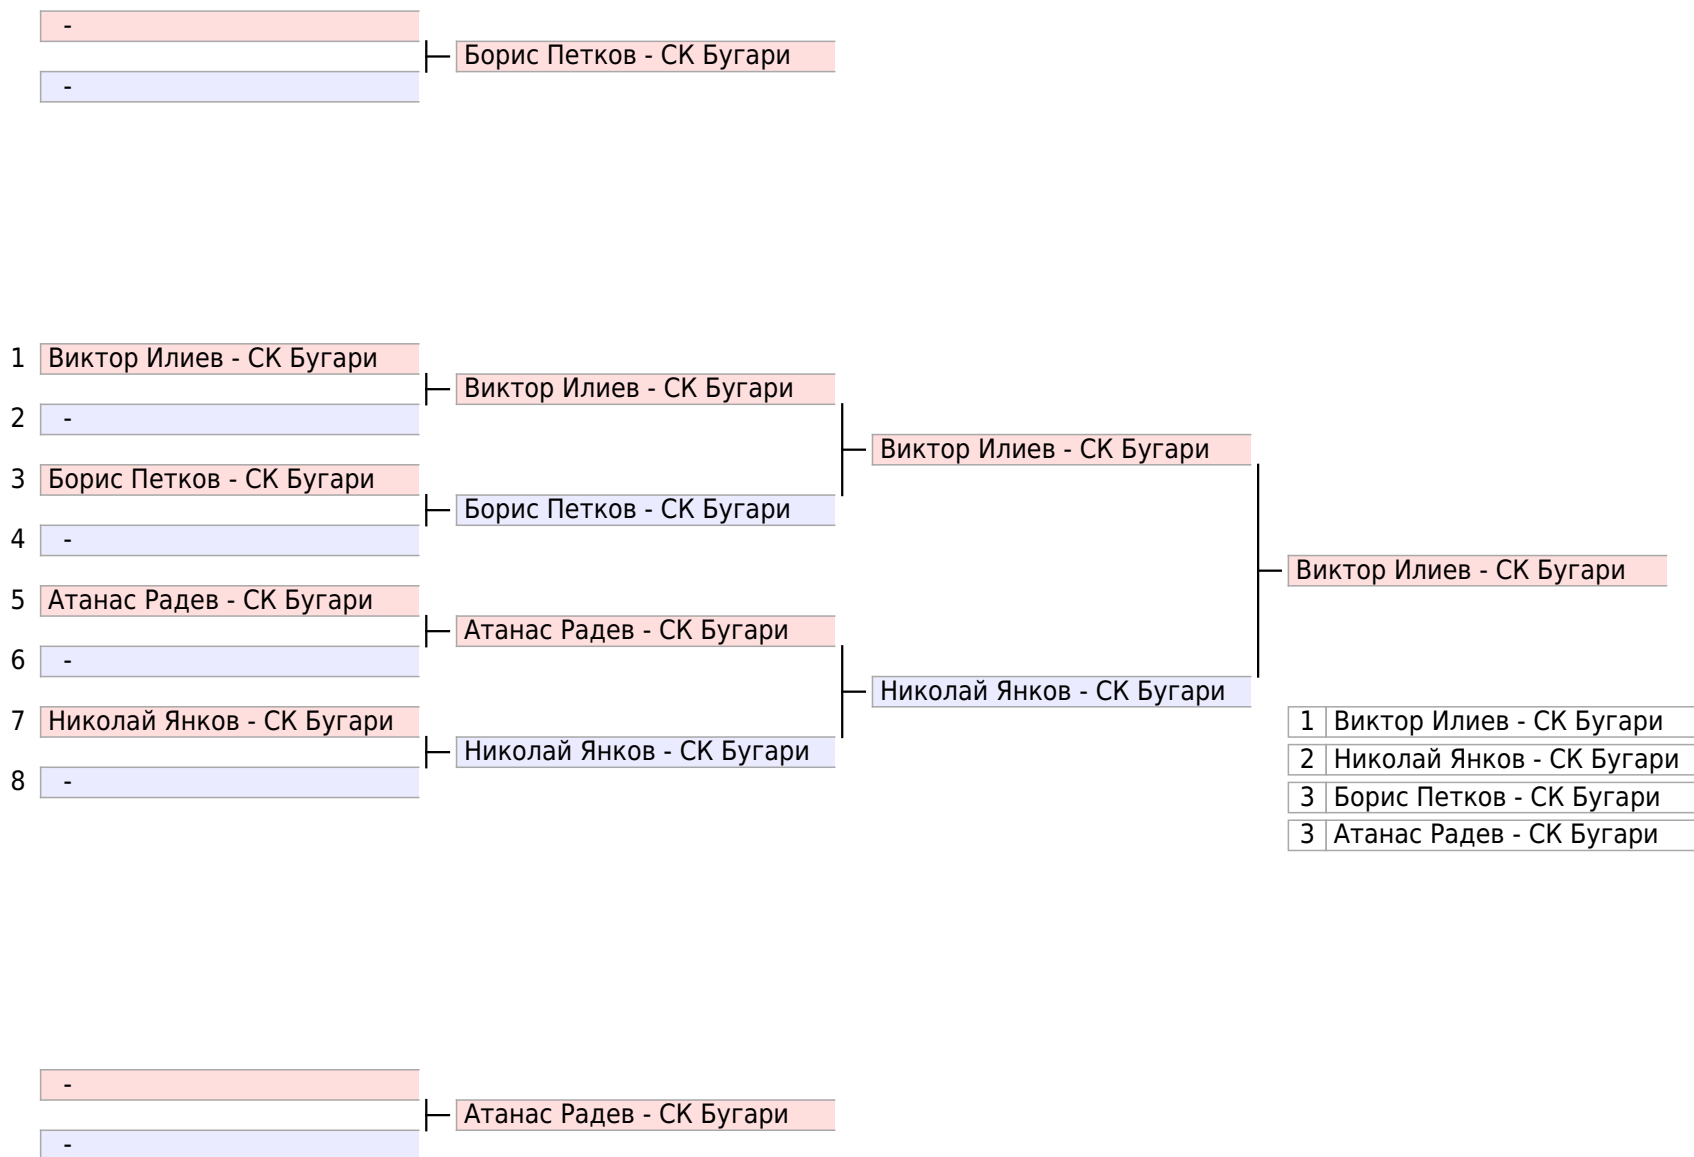 -
Борис Петков - СК Бугари
-
1 Виктор Илиев - СК Бугари
Виктор Илиев - СК Бугари
2 -
Виктор Илиев - СК Бугари
3 Борис Петков - СК Бугари
Борис Петков - СК Бугари
4 -
Виктор Илиев - СК Бугари
5 Атанас Радев - СК Бугари
Атанас Радев - СК Бугари
6 -
Николай Янков - СК Бугари
7 Николай Янков - СК Бугари
Николай Янков - СК Бугари
8 -
1 Виктор Илиев - СК Бугари
2 Николай Янков - СК Бугари
3 Борис Петков - СК Бугари
3 Атанас Радев - СК Бугари
-
Атанас Радев - СК Бугари
-